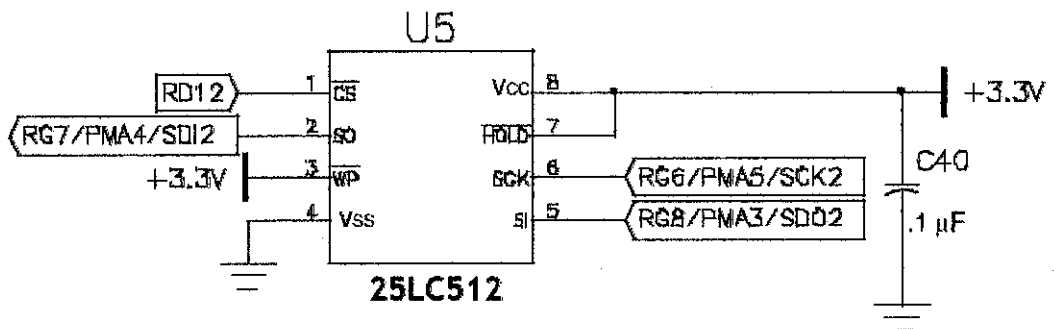 U5
RD12 1 CS VCC 8 +3.3V
RG7/PMA4/SDI2 2 SO HOLD 7
+3.3V 3 WP SCK 6 RG6/PMA5/SCK2 C40
4 VSS SI 5 RG8/PMA3/SDO2 .1 µF
25LC512